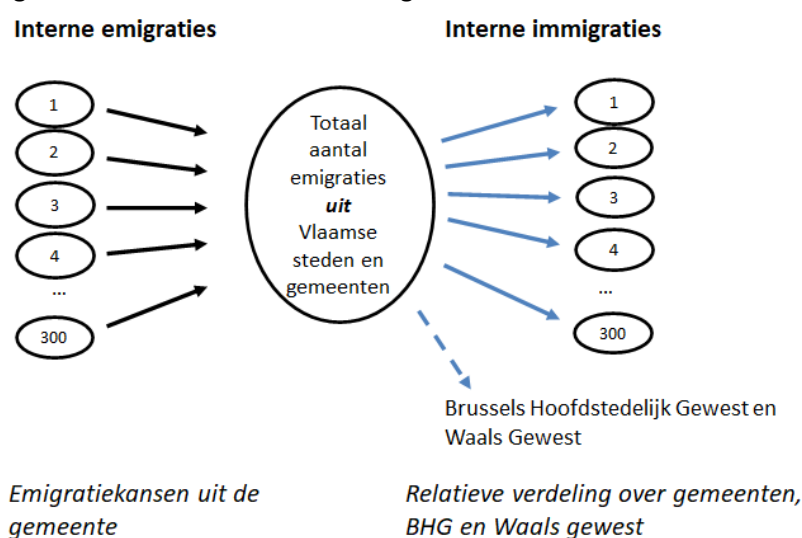 Interne emigraties
Interne immigraties
1
2
3
4
...
300
Totaal
aantal
emigraties
uit
Vlaamse
steden en
gemeenten
1
2
3
4
...
300
Brussels Hoofdstedelijk Gewest en
Waals Gewest
Emigratiekansen uit de
gemeente
Relatieve verdeling over gemeenten,
BHG en Waals gewest